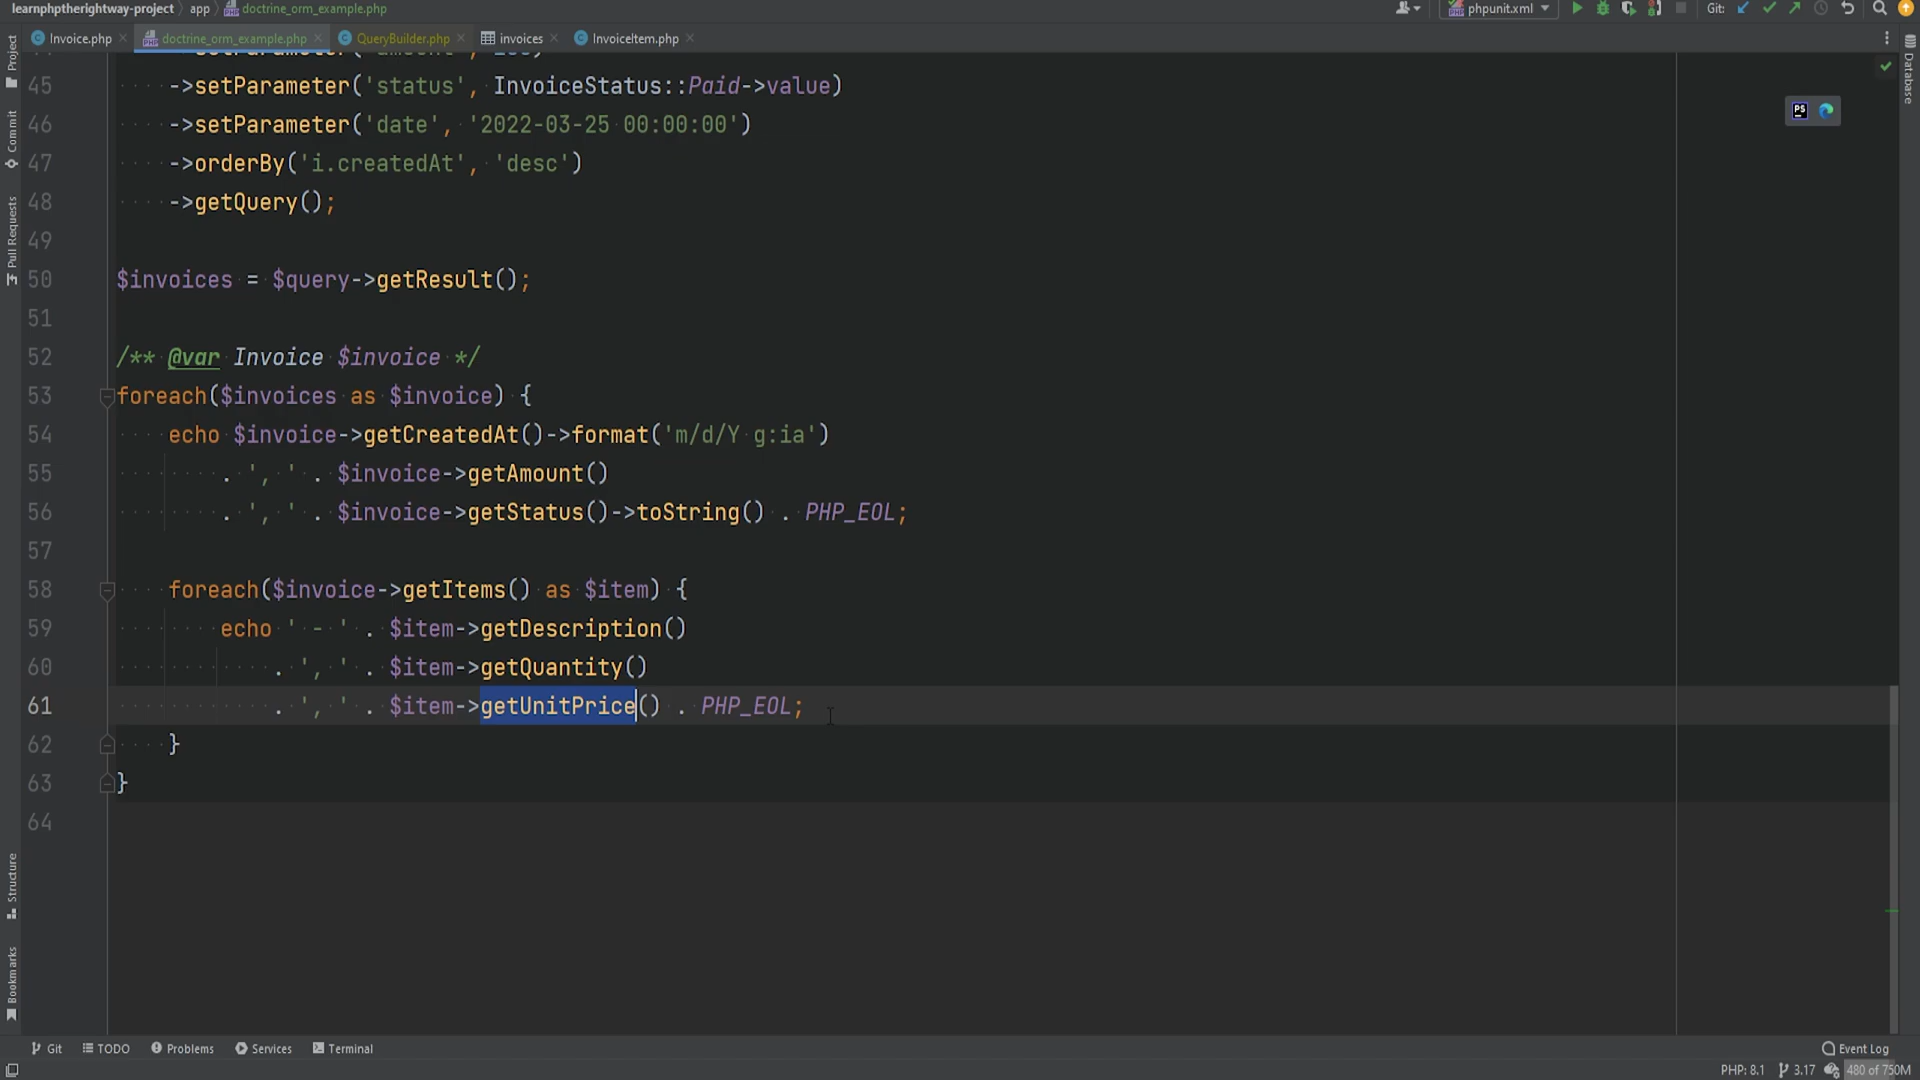 learnphptherightway-project
app
doctrine_orm_example.php
phpunit.xml
Git:
Invoice.php
doctrine_orm_example.php
QueryBuilder.php
invoices
InvoiceItem.php
Project
Commit
Pull Requests
Structure
Bookmarks
Database
PS
45 ->setParameter('status', InvoiceStatus::Paid->value)
46 ->setParameter('date', '2022-03-25 00:00:00')
47 ->orderBy('i.createdAt', 'desc')
48 ->getQuery();
49
50 $invoices = $query->getResult();
51
52 /** @var Invoice $invoice */
53 foreach($invoices as $invoice) {
54 echo $invoice->getCreatedAt()->format('m/d/Y g:ia')
55 . ', ' . $invoice->getAmount()
56 . ', ' . $invoice->getStatus()->toString() . PHP_EOL;
57
58 foreach($invoice->getItems() as $item) {
59 echo ' - ' . $item->getDescription()
60 . ', ' . $item->getQuantity()
61 . ', ' . $item->getUnitPrice() . PHP_EOL;
62 }
63 }
64
Git
TODO
Problems
Services
Terminal
Event Log
PHP: 8.1
3.17
480 of 750M